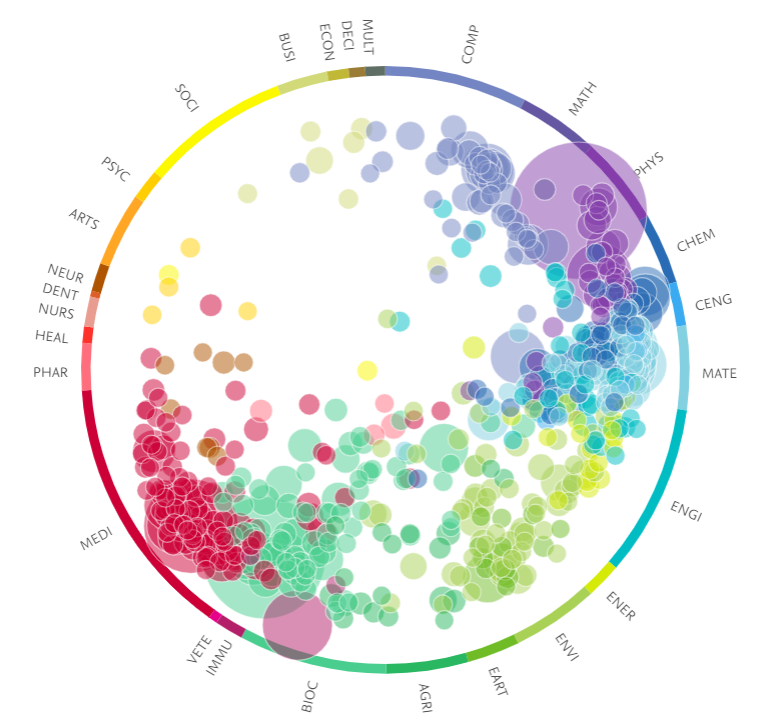 MULT
COMP
MATH
PHYS
CHEM
CENG
MATE
ENGI
ENER
ENVI
EART
AGRI
BIOC
IMMU
VETE
MEDI
PHAR
HEAL
NURS
DENT
NEUR
ARTS
PSYC
SOCI
BUSI
ECON
DECI